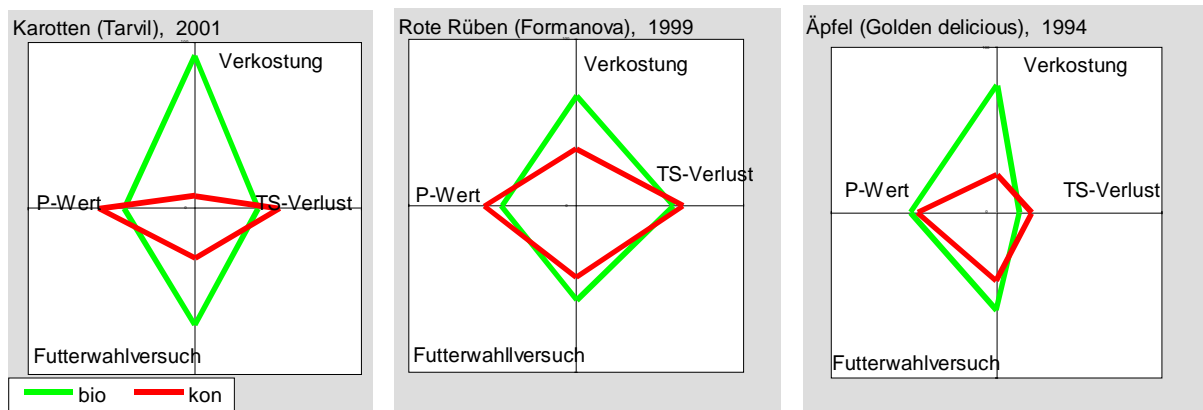 Karotten (Tarvil), 2001
Verkostung
P-Wert
TS-Verlust
Futterwahlversuch
bio
kon
Rote Rüben (Formanova), 1999
Verkostung
TS-Verlust
P-Wert
Futterwahllversuch
Äpfel (Golden delicious), 1994
Verkostung
P-Wert
TS-Verlust
Futterwahlversuch